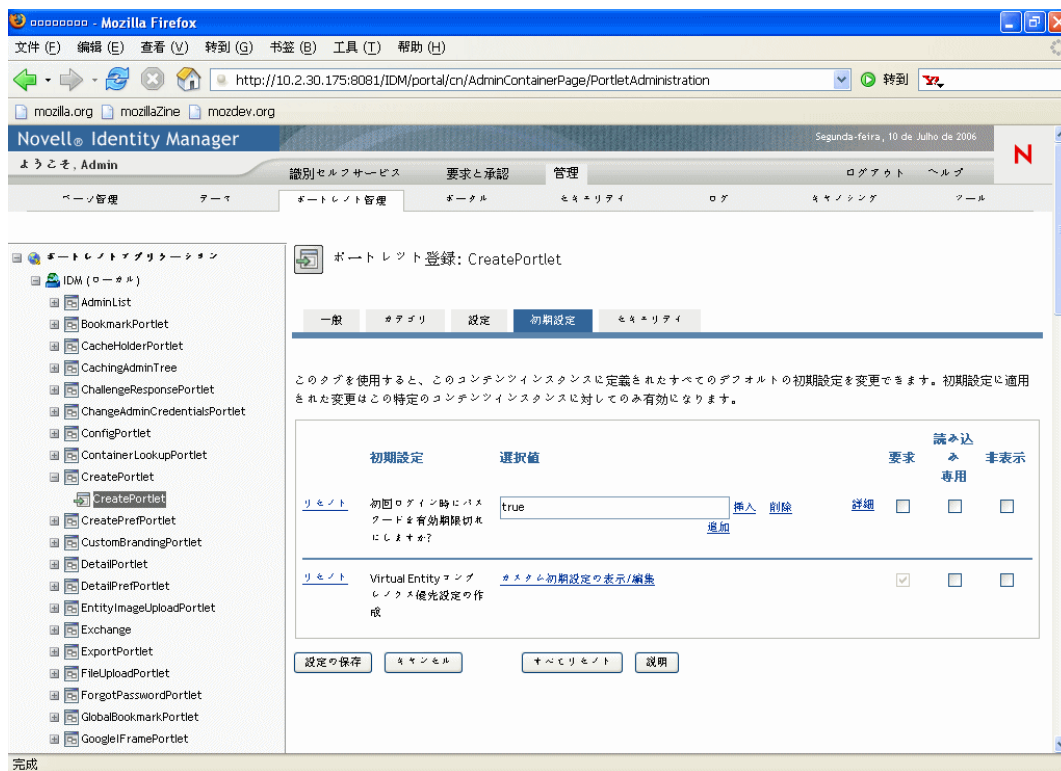 - Mozilla Firefox
文件 (F) 编辑 (E) 查看 (V) 转到 (G) 书签 (B) 工具 (T) 帮助 (H)
http://10.2.30.175:8081/IDM/portal/cn/AdminContainerPage/PortletAdministration
转到
mozilla.org mozillaZine mozdev.org
Novell® Identity Manager
Segunda-feira, 10 de Julho de 2006
N
ようこそ, Admin
識別セルフサービス 要求と承認 管理
ログアウト ヘルプ
ページ管理 テーマ ポートレット管理 ポータル セキュリティ ログ キャッシング ツール
ポートレットアプリケーション
IDM (ローカル)
AdminList
BookmarkPortlet
CacheHolderPortlet
CachingAdminTree
ChallengeResponsePortlet
ChangeAdminCredentialsPortlet
ConfigPortlet
ContainerLookupPortlet
CreatePortlet
CreatePortlet
CreatePrefPortlet
CustomBrandingPortlet
DetailPortlet
DetailPrefPortlet
EntityImageUploadPortlet
Exchange
ExportPortlet
FileUploadPortlet
ForgotPasswordPortlet
GlobalBookmarkPortlet
GoogleIFramePortlet
ポートレット登録: CreatePortlet
一般 カテゴリ 設定 初期設定 セキュリティ
このタブを使用すると、このコンテンツインスタンスに定義されたすべてのデフォルトの初期設定を変更できます。初期設定に適用
された変更はこの特定のコンテンツインスタンスに対してのみ有効になります。
初期設定 選択値 要求 読み込み専用 非表示
リセット 初回ログイン時にパス
ワードを有効期限切れ
にしますか?
true 挿入 削除 詳細
追加
リセット Virtual Entity コンプ
レックス優先設定の作
成
カスタム初期設定の表示/編集
設定の保存 キャンセル すべてリセット 説明
完成